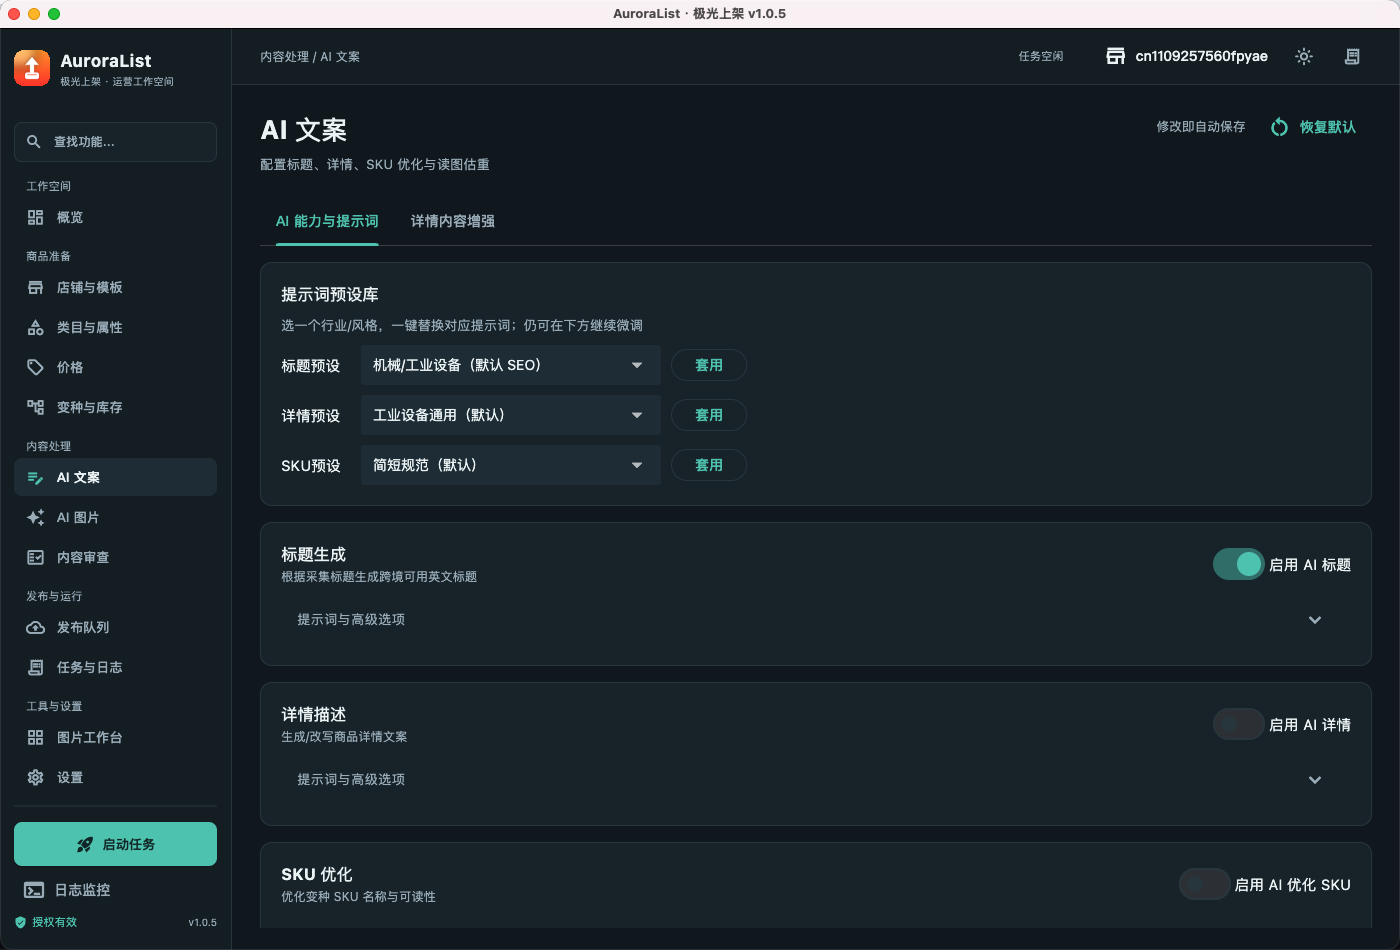 AuroraList · 极光上架 v1.0.5
AuroraList
极光上架 · 运营工作空间
查找功能...
工作空间
概览
商品准备
店铺与模板
类目与属性
价格
变种与库存
内容处理
AI 文案
AI 图片
内容审查
发布与运行
发布队列
任务与日志
工具与设置
图片工作台
设置
启动任务
日志监控
授权有效 v1.0.5
内容处理 / AI 文案 任务空闲 cn1109257560fpyae
AI 文案
配置标题、详情、SKU 优化与读图估重
修改即自动保存 恢复默认
AI 能力与提示词 详情内容增强
提示词预设库
选一个行业/风格，一键替换对应提示词；仍可在下方继续微调
标题预设 机械/工业设备（默认 SEO） 套用
详情预设 工业设备通用（默认） 套用
SKU预设 简短规范（默认） 套用
标题生成
根据采集标题生成跨境可用英文标题
启用 AI 标题
提示词与高级选项
详情描述
生成/改写商品详情文案
启用 AI 详情
提示词与高级选项
SKU 优化
优化变种 SKU 名称与可读性
启用 AI 优化 SKU